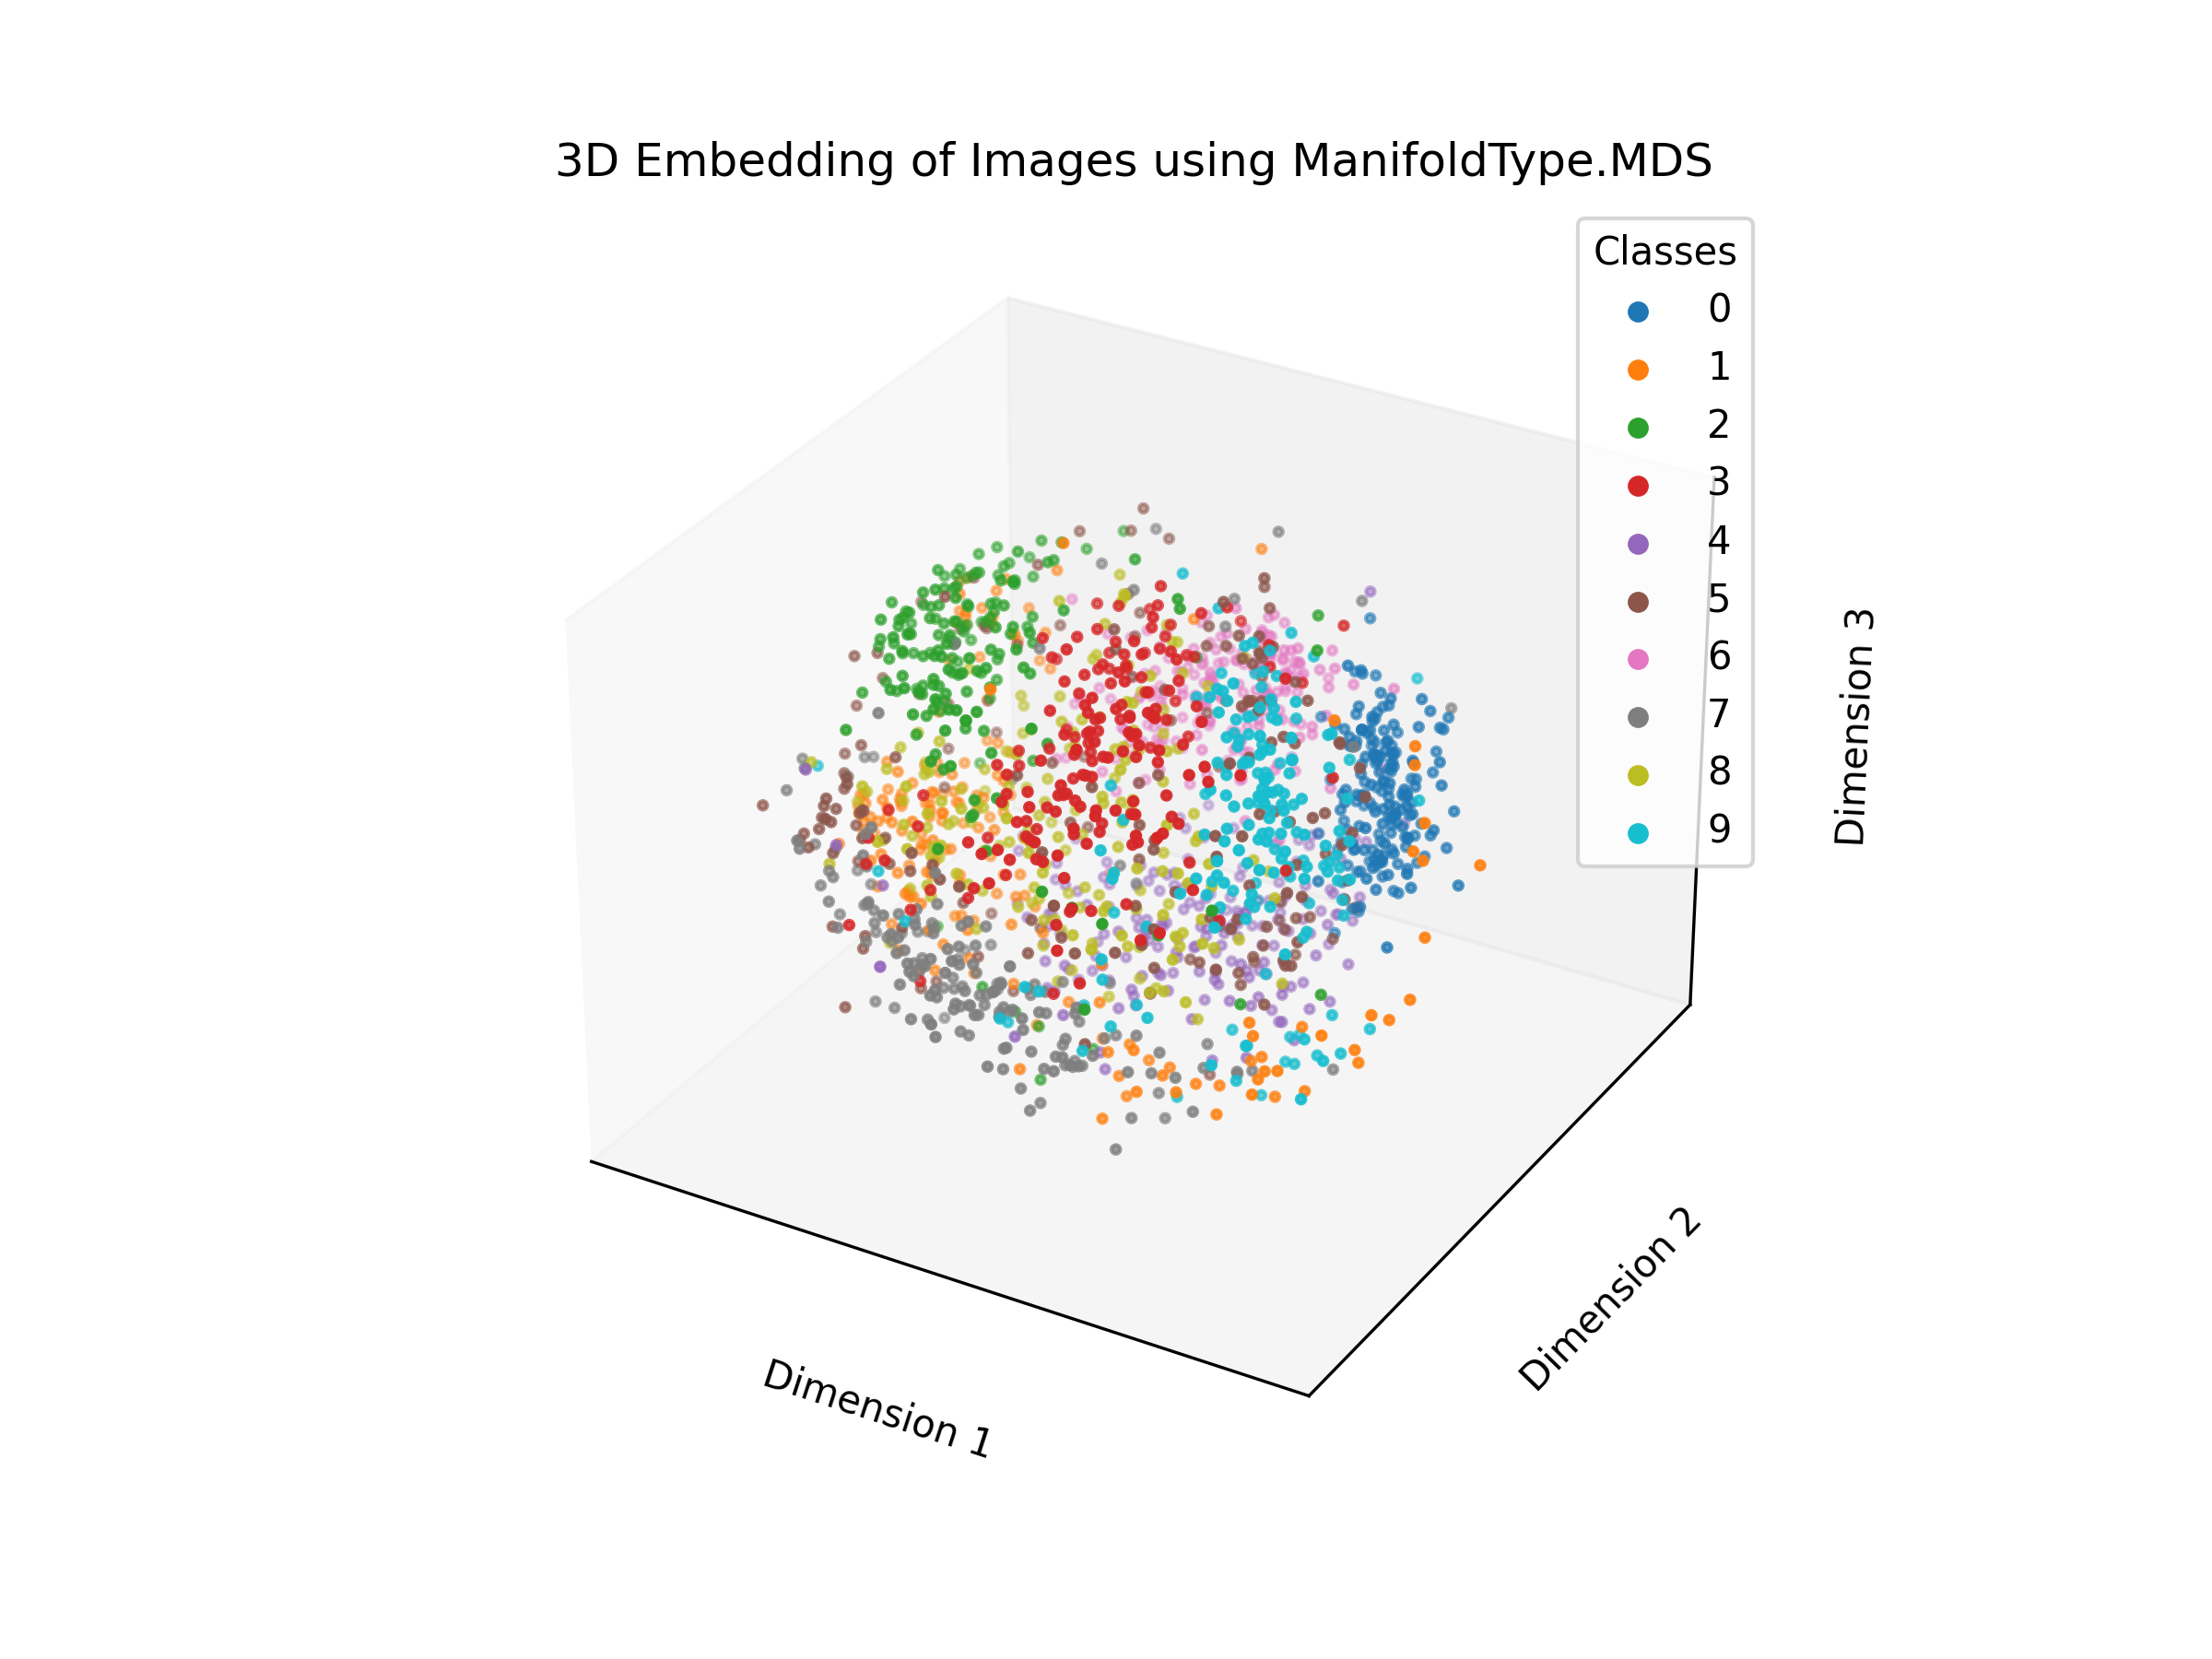 3D Embedding of Images using ManifoldType.MDS
Classes
0
1
2
3
4
5
6
7
8
9
Dimension 3
Dimension 2
Dimension 1